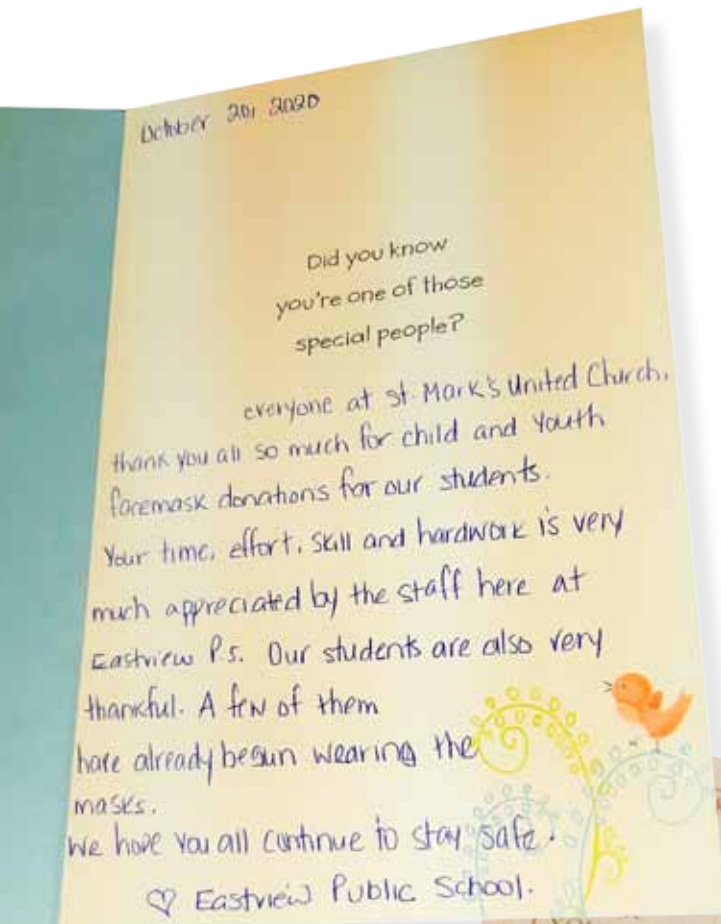 October 20, 2020
Did you know
you're one of those
special people?
everyone at St. Mark's United Church,
thank you all so much for child and youth
facemask donations for our students.
Your time, effort, skill and hardwork is very
much appreciated by the staff here at
Eastview P.S. Our students are also very
thankful. A few of them
have already begun wearing the
masks.
We hope you all continue to stay safe.
♡ Eastview Public School.